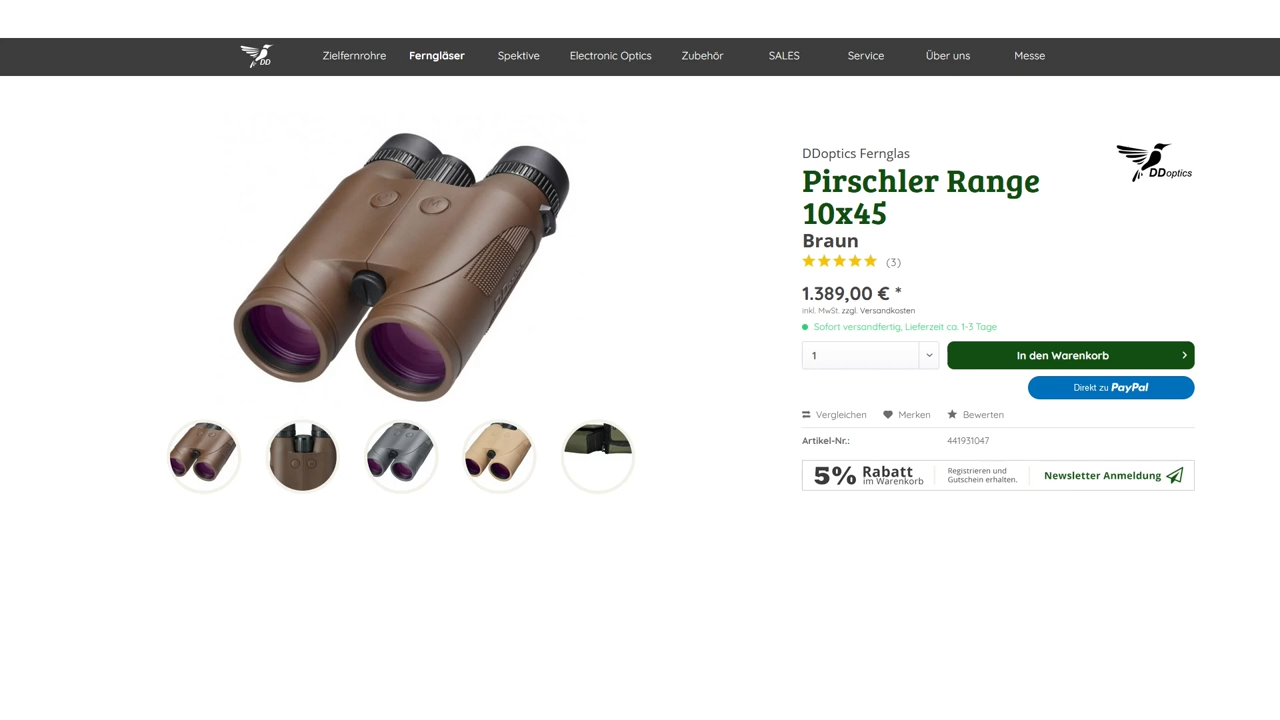 DD
Zielfernrohre Ferngläser Spektive Electronic Optics Zubehör SALES Service Über uns Messe
DDoptics Fernglas
DDoptics
Pirschler Range
10x45
Braun
(3)
1.389,00 € *
inkl. MwSt. zzgl. Versandkosten
Sofort versandfertig, Lieferzeit ca. 1-3 Tage
1
In den Warenkorb
Direkt zu PayPal
Vergleichen Merken Bewerten
Artikel-Nr.: 441931047
5% Rabatt
im Warenkorb
Registrieren und
Gutschein erhalten.
Newsletter Anmeldung